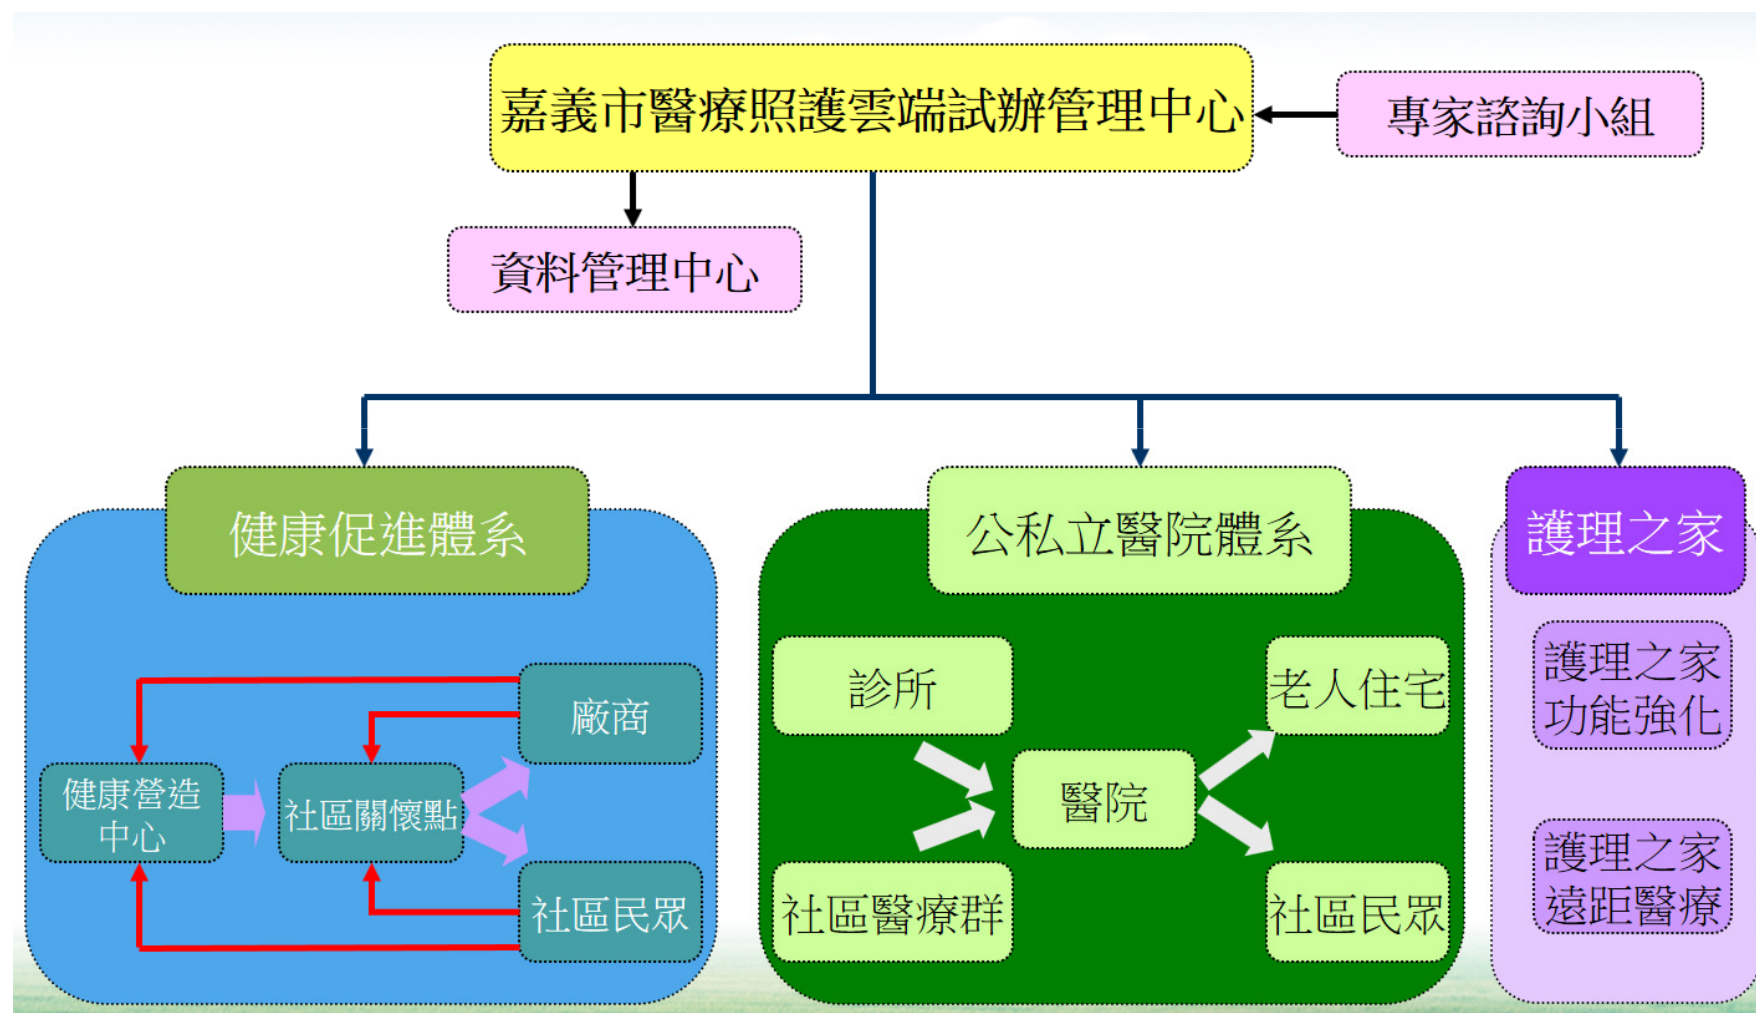 嘉義市醫療照護雲端試辦管理中心
專家諮詢小組
資料管理中心
健康促進體系
廠商
健康營造
中心
社區關懷點
社區民眾
公私立醫院體系
診所
老人住宅
醫院
社區醫療群
社區民眾
護理之家
護理之家
功能強化
護理之家
遠距醫療